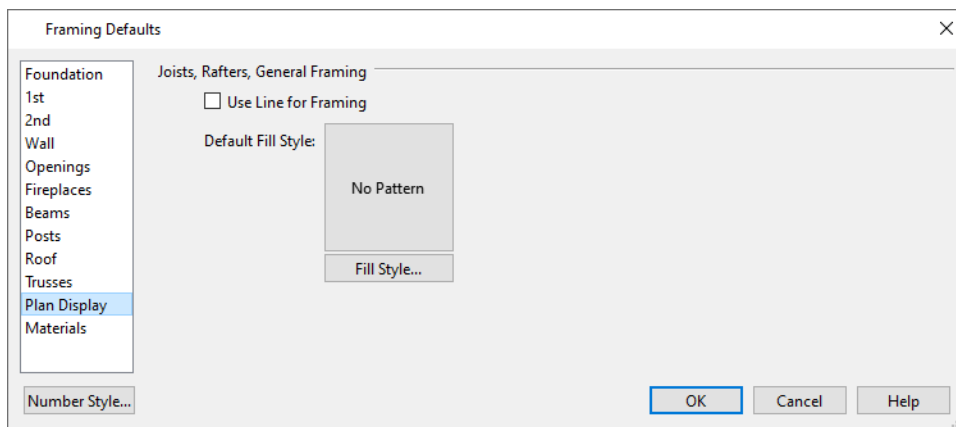 Framing Defaults
Foundation
1st
2nd
Wall
Openings
Fireplaces
Beams
Posts
Roof
Trusses
Plan Display
Materials
Joists, Rafters, General Framing
Use Line for Framing
Default Fill Style:
No Pattern
Fill Style...
Number Style...
OK
Cancel
Help